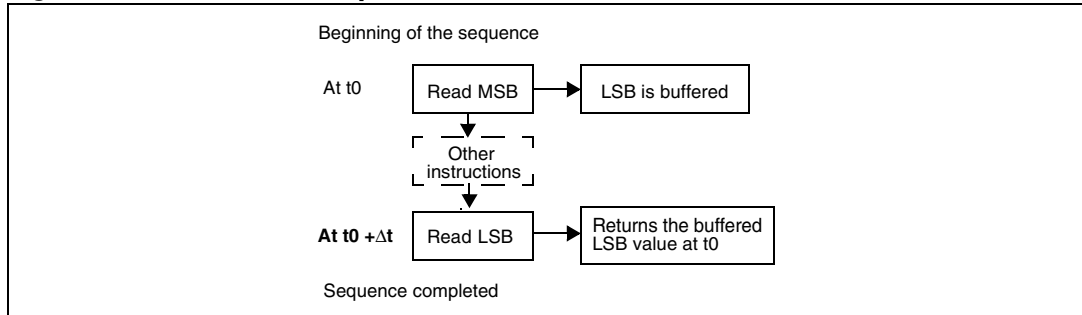 Beginning of the sequence
At t0
Read MSB
LSB is buffered
Other
instructions
At t0 +Δt
Read LSB
Returns the buffered
LSB value at t0
Sequence completed